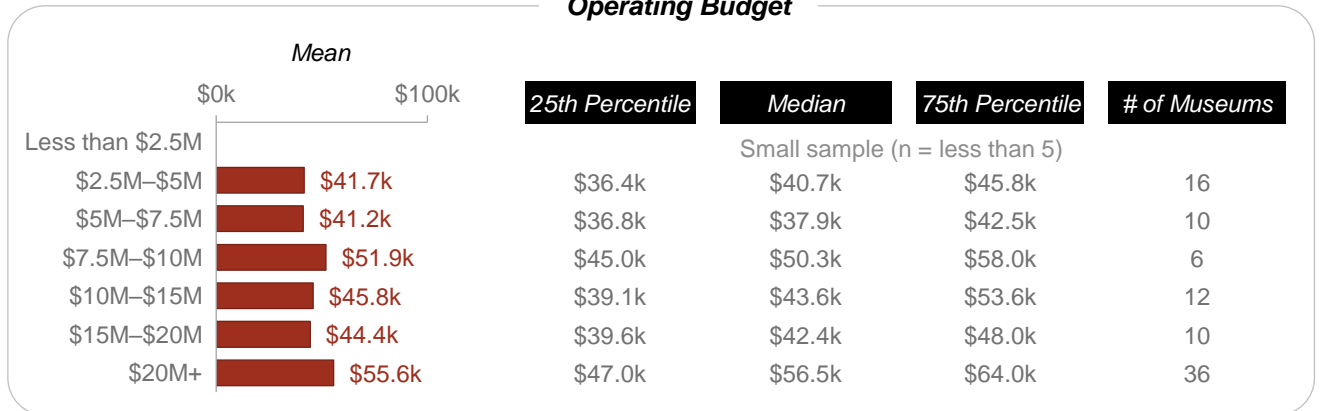 Operating Budget
Mean
$0k $100k 25th Percentile Median 75th Percentile # of Museums
Less than $2.5M Small sample (n = less than 5)
$2.5M–$5M $41.7k $36.4k $40.7k $45.8k 16
$5M–$7.5M $41.2k $36.8k $37.9k $42.5k 10
$7.5M–$10M $51.9k $45.0k $50.3k $58.0k 6
$10M–$15M $45.8k $39.1k $43.6k $53.6k 12
$15M–$20M $44.4k $39.6k $42.4k $48.0k 10
$20M+ $55.6k $47.0k $56.5k $64.0k 36